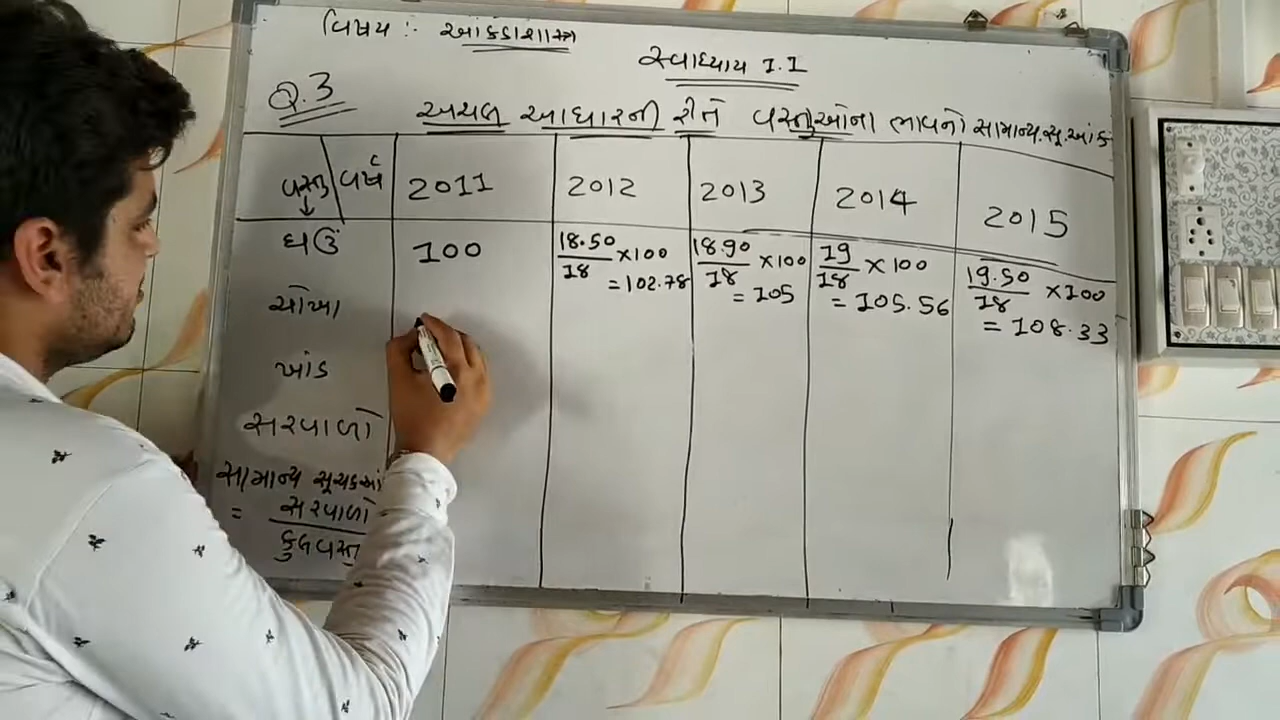 વિષય :- આંકડાશાસ્ત્ર
સ્વાધ્યાય 1.1
Q.3
અચલ આધારની રીતે વસ્તુઓના ભાવનો સામાન્ય સૂ.આંક
વસ્તુ ↓ / વર્ષ 2011 2012 2013 2014 2015
ઘઉં 100 18.50/18 ×100 = 102.78 18.90/18 ×100 = 105 19/18 ×100 = 105.56 19.50/18 ×100 = 108.33
ચોખા
ખાંડ
સરવાળો
સામાન્ય સૂચકઆં
= સરવાળો
કુલવસ્તુ